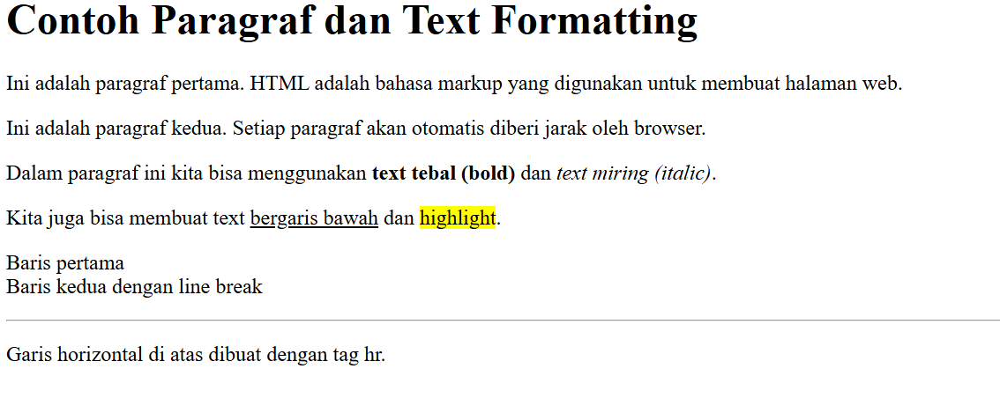 Contoh Paragraf dan Text Formatting
Ini adalah paragraf pertama. HTML adalah bahasa markup yang digunakan untuk membuat halaman web.
Ini adalah paragraf kedua. Setiap paragraf akan otomatis diberi jarak oleh browser.
Dalam paragraf ini kita bisa menggunakan text tebal (bold) dan text miring (italic).
Kita juga bisa membuat text bergaris bawah dan highlight.
Baris pertama
Baris kedua dengan line break
Garis horizontal di atas dibuat dengan tag hr.